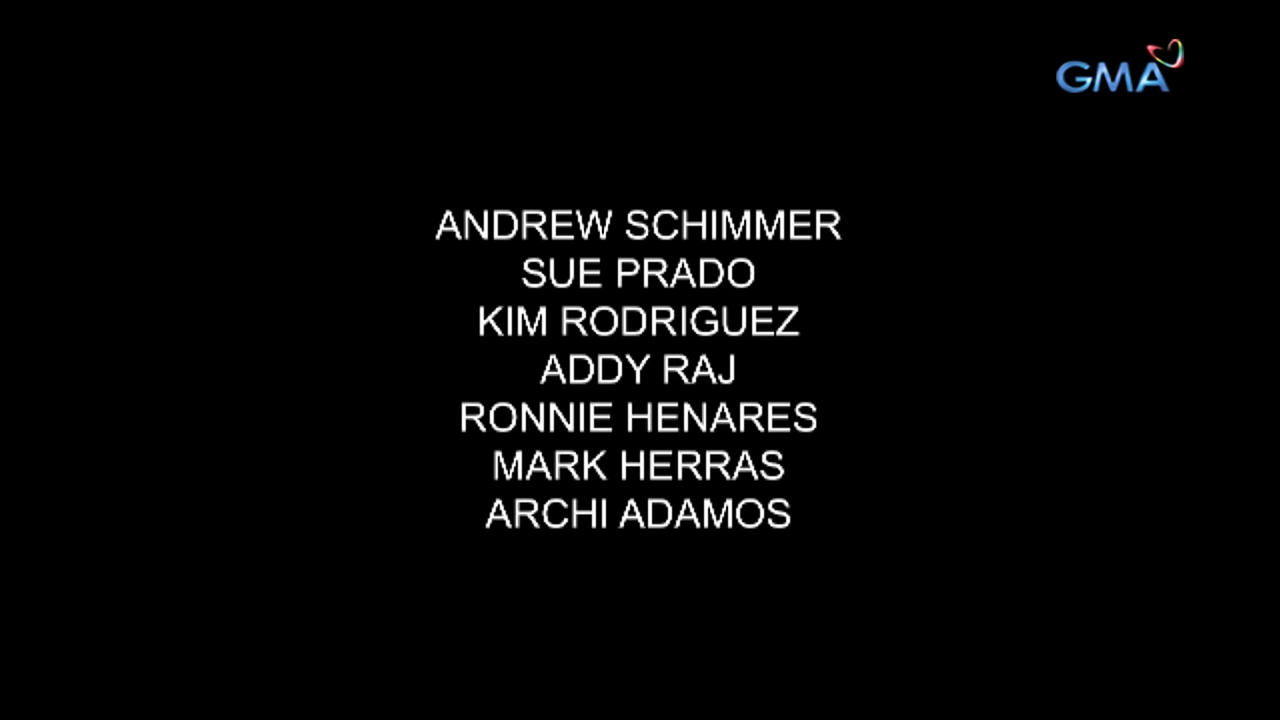 GMA
ANDREW SCHIMMER
SUE PRADO
KIM RODRIGUEZ
ADDY RAJ
RONNIE HENARES
MARK HERRAS
ARCHI ADAMOS